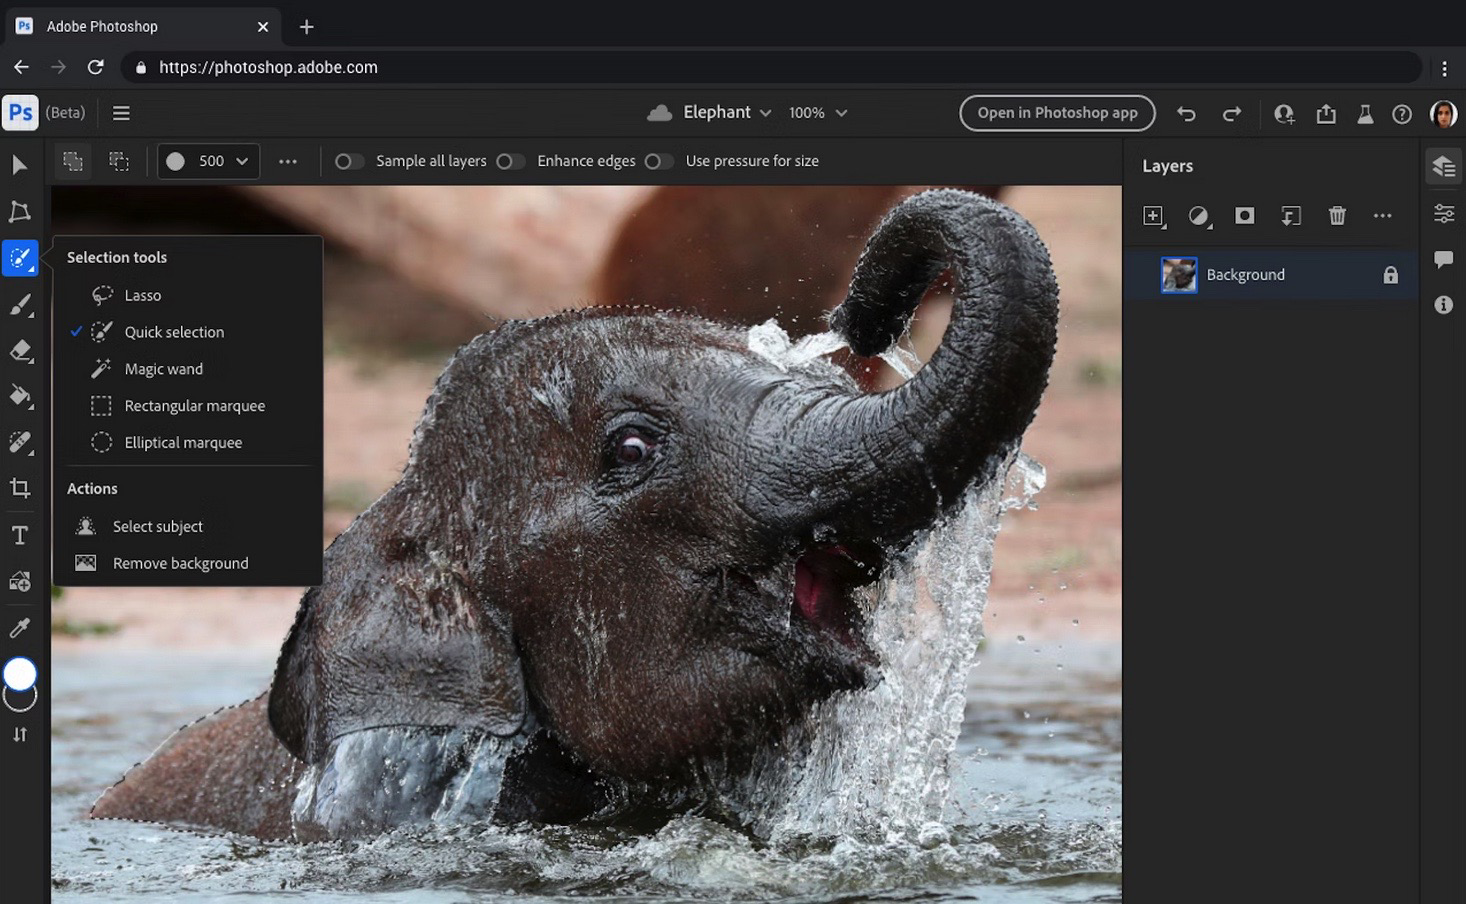 Ps Adobe Photoshop
https://photoshop.adobe.com
Ps (Beta) Elephant 100% Open in Photoshop app
500 Sample all layers Enhance edges Use pressure for size
Layers
Background
Selection tools
Lasso
Quick selection
Magic wand
Rectangular marquee
Elliptical marquee
Actions
Select subject
Remove background
T